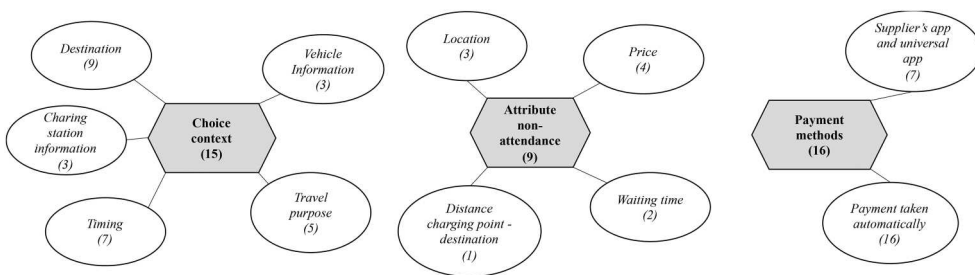 Destination
(9)
Vehicle
Information
(3)
Charing
station
information
(3)
Choice
context
(15)
Timing
(7)
Travel
purpose
(5)
Location
(3)
Price
(4)
Attribute
non-
attendance
(9)
Distance
charging point -
destination
(1)
Waiting time
(2)
Supplier's app
and universal
app
(7)
Payment
methods
(16)
Payment taken
automatically
(16)